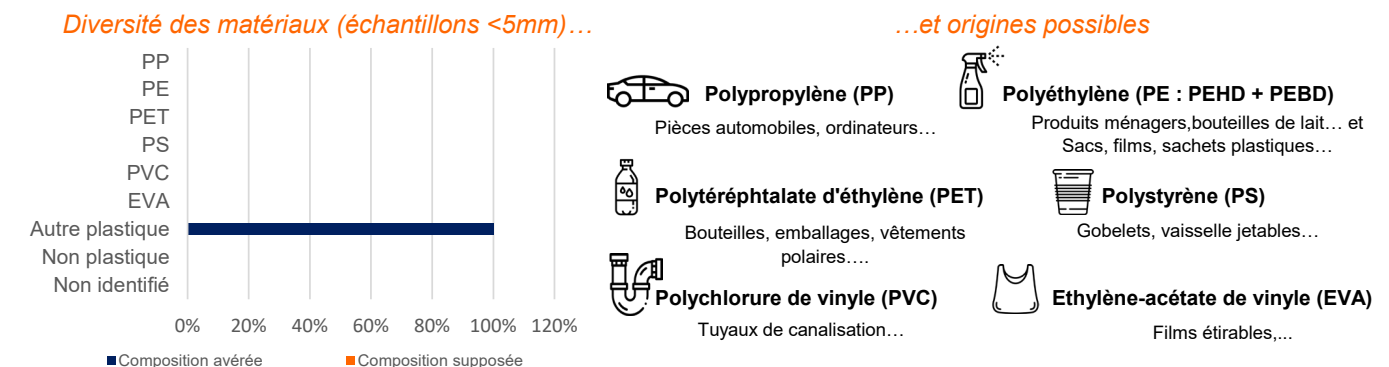 Diversité des matériaux (échantillons <5mm)…
PP
PE
PET
PS
PVC
EVA
Autre plastique
Non plastique
Non identifié
0% 20% 40% 60% 80% 100% 120%
Composition avérée Composition supposée
…et origines possibles
Polypropylène (PP)
Pièces automobiles, ordinateurs…
Polyéthylène (PE : PEHD + PEBD)
Produits ménagers,bouteilles de lait… et
Sacs, films, sachets plastiques…
Polytéréphtalate d'éthylène (PET)
Bouteilles, emballages, vêtements
polaires….
Polystyrène (PS)
Gobelets, vaisselle jetables…
Polychlorure de vinyle (PVC)
Tuyaux de canalisation…
Ethylène-acétate de vinyle (EVA)
Films étirables,...